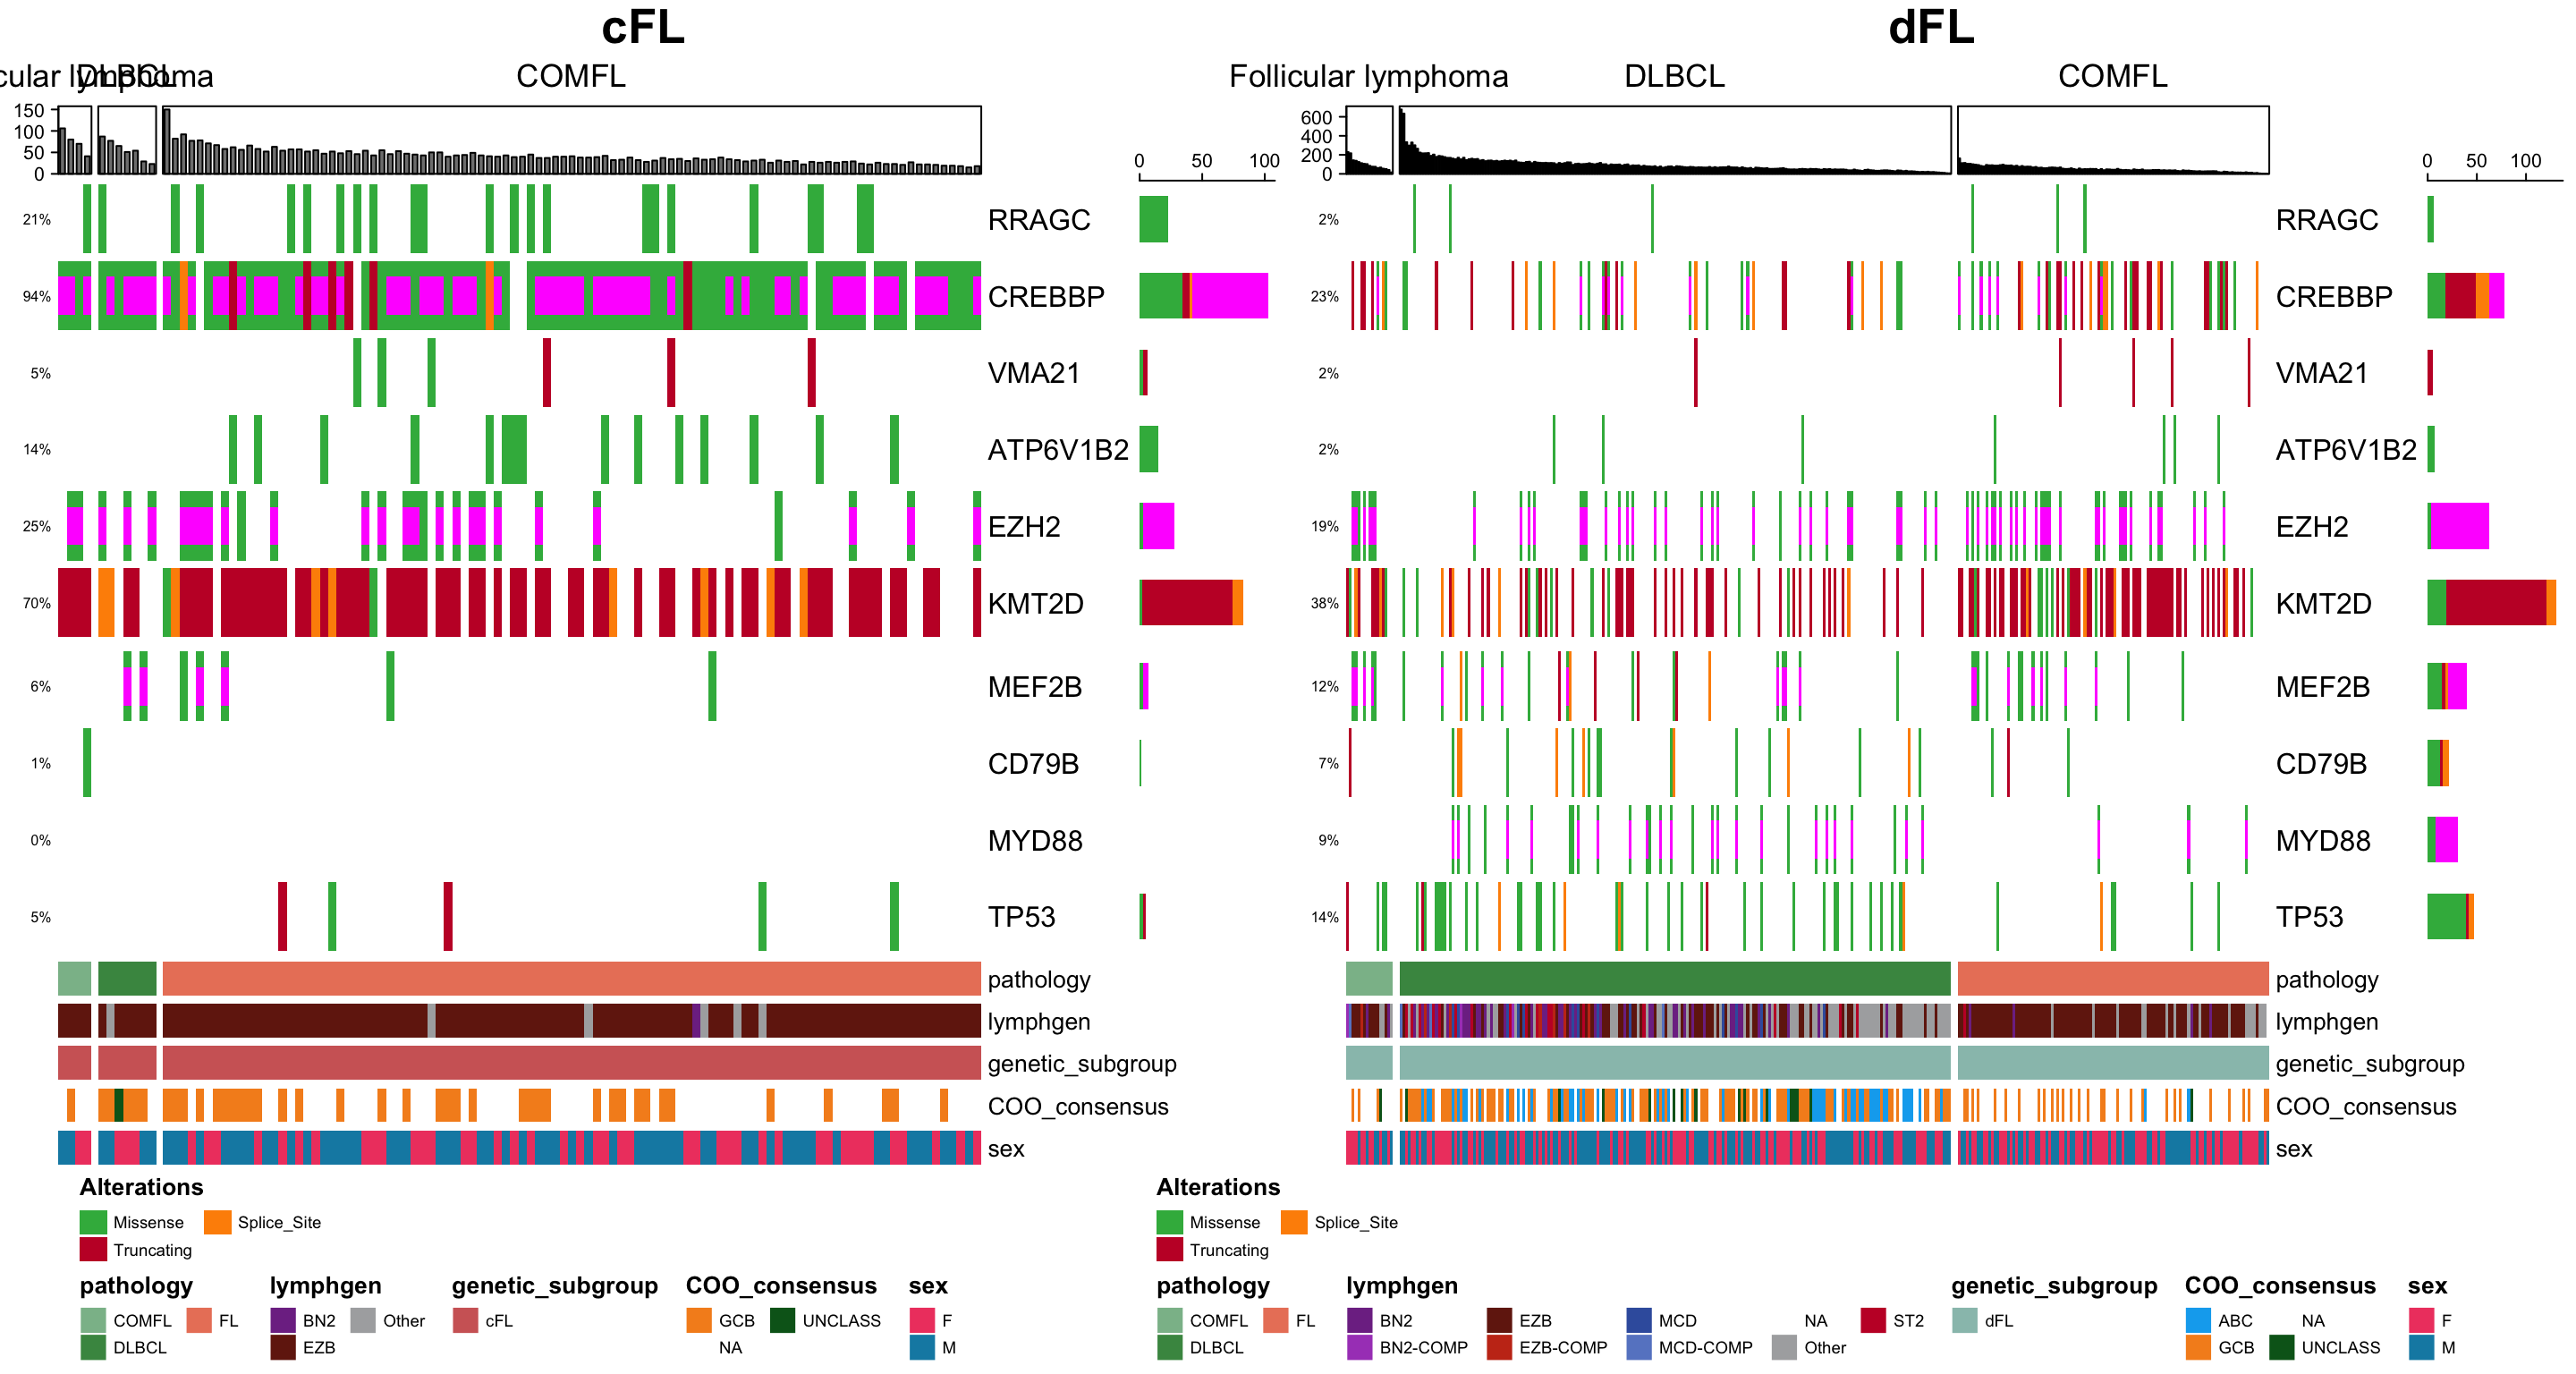 cFL
dFL
cular lymphoma
DLBCL
COMFL
Follicular lymphoma
DLBCL
COMFL
150
100
50
0
0 50 100
600
400
200
0
0 50 100
21% RRAGC
2% RRAGC
94% CREBBP
23% CREBBP
5% VMA21
2% VMA21
14% ATP6V1B2
2% ATP6V1B2
25% EZH2
19% EZH2
70% KMT2D
38% KMT2D
6% MEF2B
12% MEF2B
1% CD79B
7% CD79B
0% MYD88
9% MYD88
5% TP53
14% TP53
pathology
pathology
lymphgen
lymphgen
genetic_subgroup
genetic_subgroup
COO_consensus
COO_consensus
sex
sex
Alterations
Missense Splice_Site
Truncating
pathology lymphgen genetic_subgroup COO_consensus sex
COMFL FL BN2 Other cFL GCB UNCLASS F
DLBCL EZB NA M
Alterations
Missense Splice_Site
Truncating
pathology lymphgen genetic_subgroup COO_consensus sex
COMFL FL BN2 EZB MCD NA ST2 dFL ABC NA F
DLBCL BN2-COMP EZB-COMP MCD-COMP Other GCB UNCLASS M